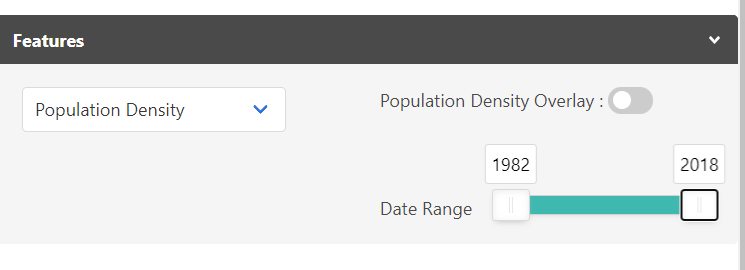 Features
Population Density
Population Density Overlay :
1982
2018
Date Range